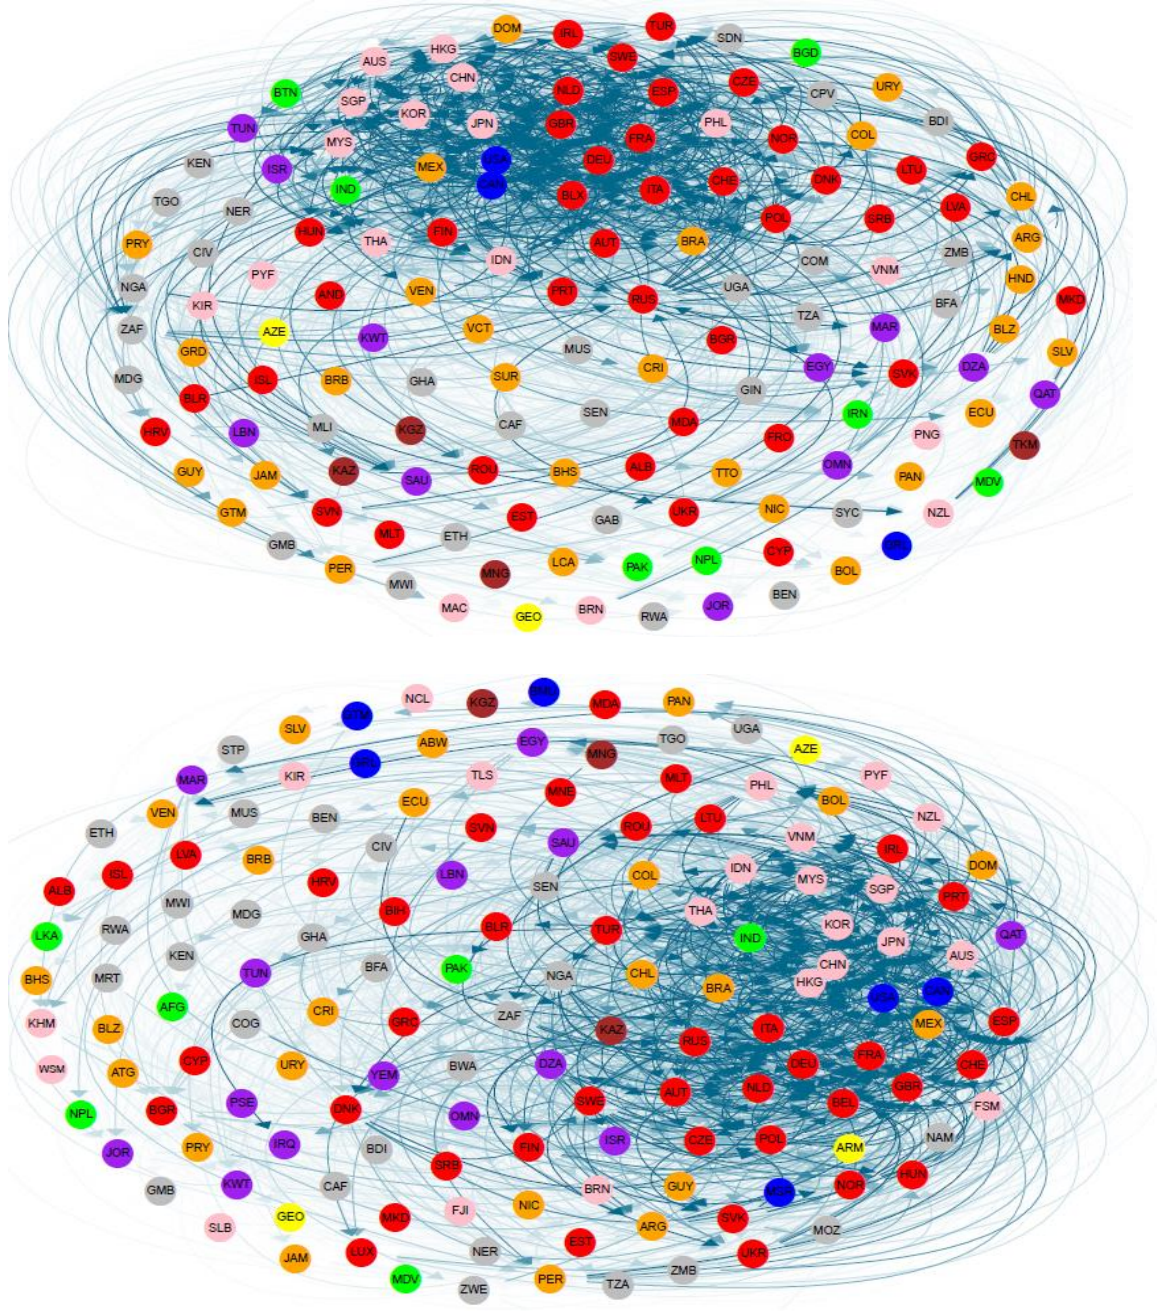 DOM
IRL
TUR
SDN
HKG
SWE
BGD
AUS
CHN
CZE
BTN
SGP
NLD
ESP
CPV
URY
KOR
JPN
GBR
PHL
BDI
TUN
MYS
FRA
NOR
COL
KEN
ISR
MEX
USA
DEU
GRC
IND
CAN
BLX
ITA
CHE
DNK
LTU
TGO
NER
LVA
CHL
HUN
THA
FIN
AUT
BRA
POL
SRB
ARG
PRY
CIV
IDN
COM
ZMB
NGA
PYF
AND
VEN
PRT
RUS
UGA
VNM
HND
KIR
BFA
MKD
ZAF
AZE
KWT
VCT
TZA
MAR
BLZ
GRD
MUS
BGR
SLV
MDG
ISL
BRB
GHA
SUR
CRI
EGY
SVK
DZA
BLR
GIN
QAT
HRV
LBN
MLI
KGZ
CAF
SEN
MDA
IRN
ECU
FRO
PNG
TKM
GUY
JAM
KAZ
SAU
ROU
BHS
ALB
TTO
OMN
PAN
MDV
GTM
SVN
EST
GAB
UKR
NIC
SYC
NZL
GMB
MLT
ETH
CYP
GRL
PER
MWI
MNG
LCA
PAK
NPL
BOL
MAC
GEO
BRN
RWA
JOR
BEN
NCL
KGZ
MDA
PAN
SLV
STP
ABW
EGY
TGO
UGA
MAR
KIR
GRL
TLS
MNG
AZE
VEN
MUS
ECU
MNE
MLT
PHL
PYF
ETH
BEN
SVN
ROU
LTU
BOL
NZL
LVA
BRB
CIV
SAU
VNM
IRL
ALB
ISL
HRV
LBN
SEN
COL
IDN
MYS
SGP
DOM
MWI
MDG
BIH
THA
PRT
LKA
RWA
GHA
BLR
TUR
IND
KOR
JPN
QAT
KEN
TUN
BFA
PAK
NGA
CHL
CHN
AUS
BHS
MRT
BRA
HKG
USA
CAN
KHM
AFG
CRI
ZAF
BLZ
COG
GRC
KAZ
RUS
ITA
MEX
ESP
WSM
ATG
CYP
URY
YEM
BWA
DZA
DEU
FRA
CHE
NPL
BGR
PSE
DNK
OMN
SWE
AUT
NLD
BEL
GBR
FSM
JOR
PRY
IRQ
BDI
FIN
ISR
CZE
POL
ARM
NAM
GMB
KWT
CAF
SRB
BRN
GUY
NOR
HUN
SLB
GEO
MKD
FJI
NIC
ARG
SVK
MOZ
JAM
LUX
NER
EST
UKR
MDV
ZWE
PER
TZA
ZMB